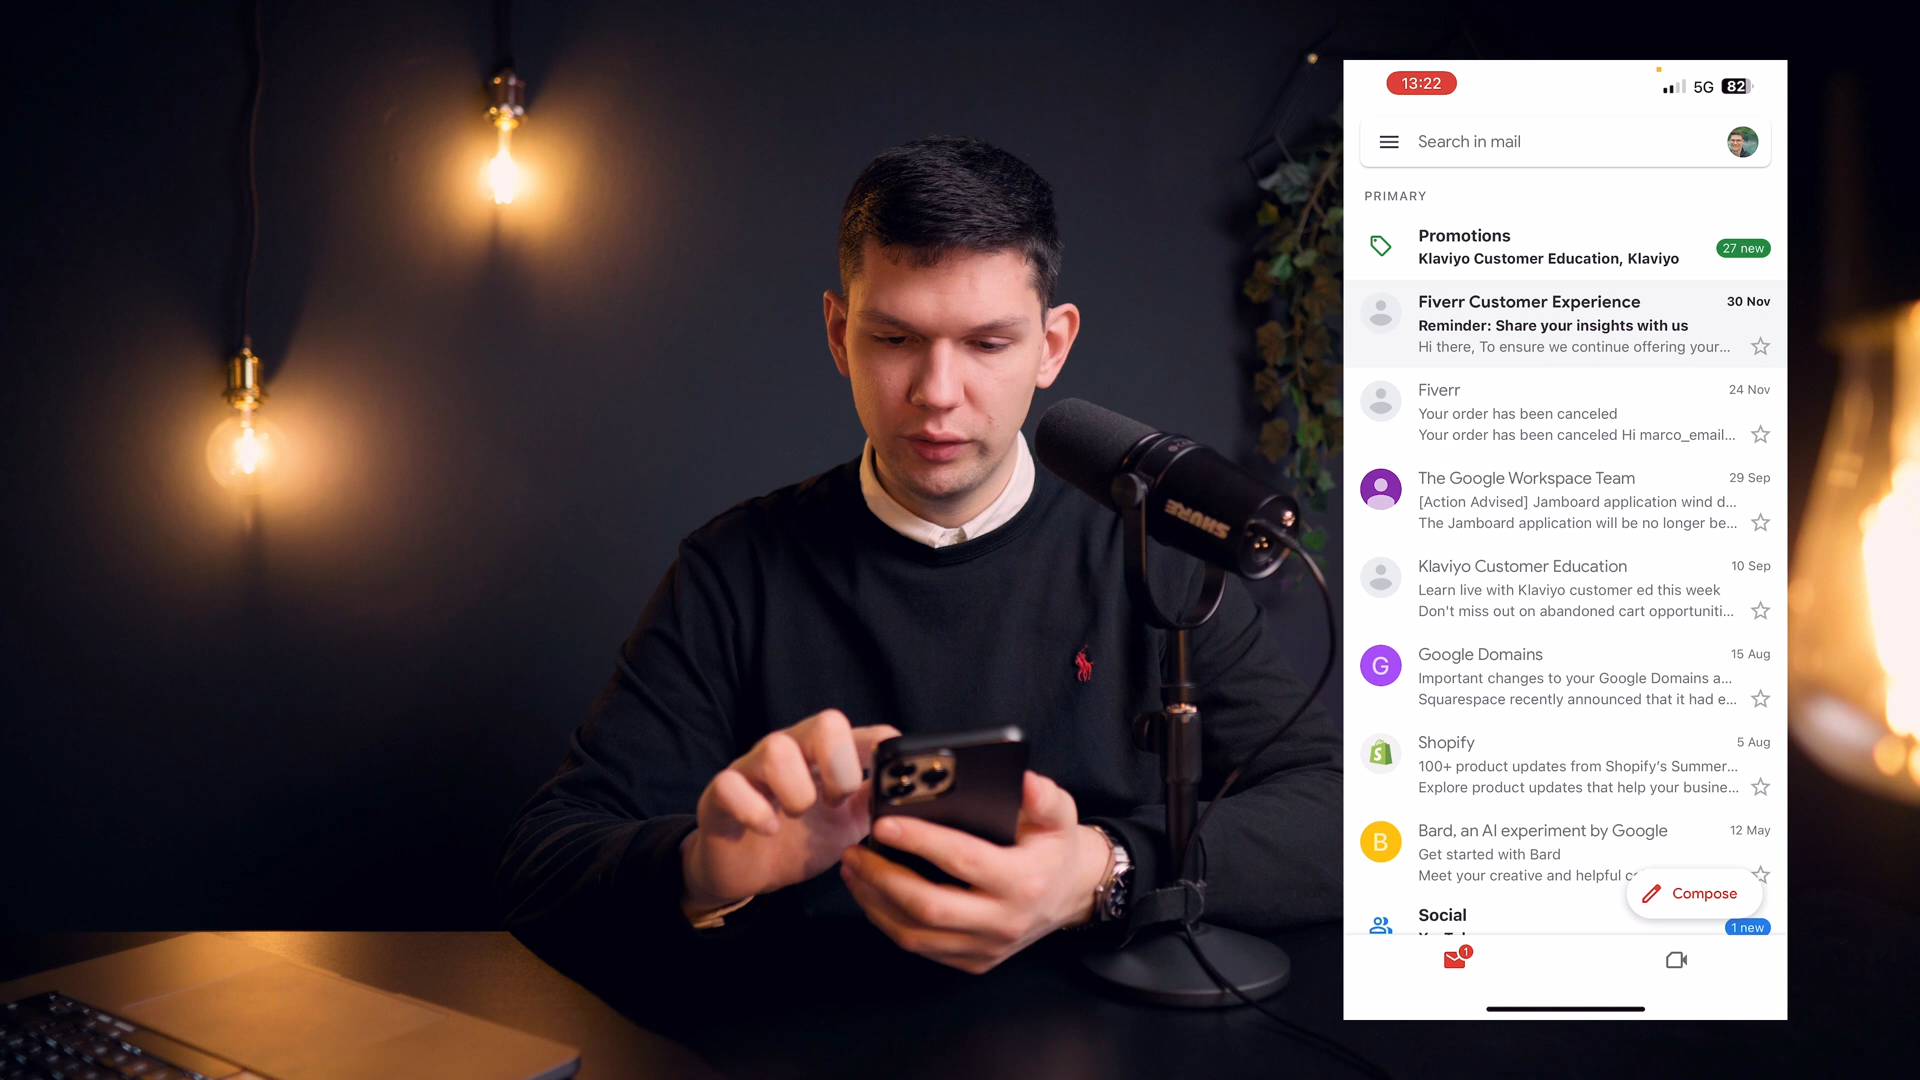 13:22
5G 82
Search in mail
PRIMARY
Promotions
Klaviyo Customer Education, Klaviyo
27 new
Fiverr Customer Experience
30 Nov
Reminder: Share your insights with us
Hi there, To ensure we continue offering your...
Fiverr
24 Nov
Your order has been canceled
Your order has been canceled Hi marco_email...
The Google Workspace Team
29 Sep
[Action Advised] Jamboard application wind d...
The Jamboard application will be no longer be...
Klaviyo Customer Education
10 Sep
Learn live with Klaviyo customer ed this week
Don't miss out on abandoned cart opportuniti...
G
Google Domains
15 Aug
Important changes to your Google Domains a...
Squarespace recently announced that it had e...
S
Shopify
5 Aug
100+ product updates from Shopify's Summer...
Explore product updates that help your busine...
B
Bard, an AI experiment by Google
12 May
Get started with Bard
Meet your creative and helpful
Compose
Social
1 new
1
SHURE